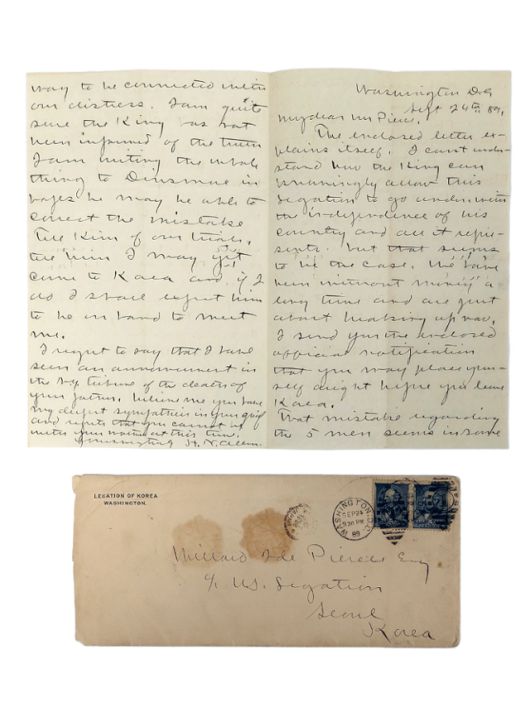 Washington D.C.
Sept 24th 89.
My dear Mr Pierce,
The enclosed letter ex-
plains itself. I can't under-
stand how the King can
allow this
Legation to go under with
the independence of his
country and all it repre-
sents. but that seems
to be the case. We have
been without money a
long time and are just
about breaking up now.
I send you the enclosed
official notification
that you may place your-
self aright before you leave
Korea.
That mistake regarding
the 5 men seems in some
way to be connected with
our distress. I am quite
sure the King has not
been informed of the truth
I am writing the whole
thing to Dinsmore in
hopes he may be able to
correct the mistake
Tell Kim of our trials,
tell him I may yet
come to Korea and if I
do I shall expect him
to be on hand to meet
me.
I regret to say that I have
seen an announcement in
the N.Y. Tribune of the death of
your father. Believe me you have
my deepest sympathies in your grief
and regrets that you cannot be
with your at this time.
H. N. Allen.
LEGATION OF KOREA
WASHINGTON.
WASHINGTON, D.C.
SEP 24
9 30 PM
89
Pierce Esq
c/o U.S. Legation
Seoul
Korea